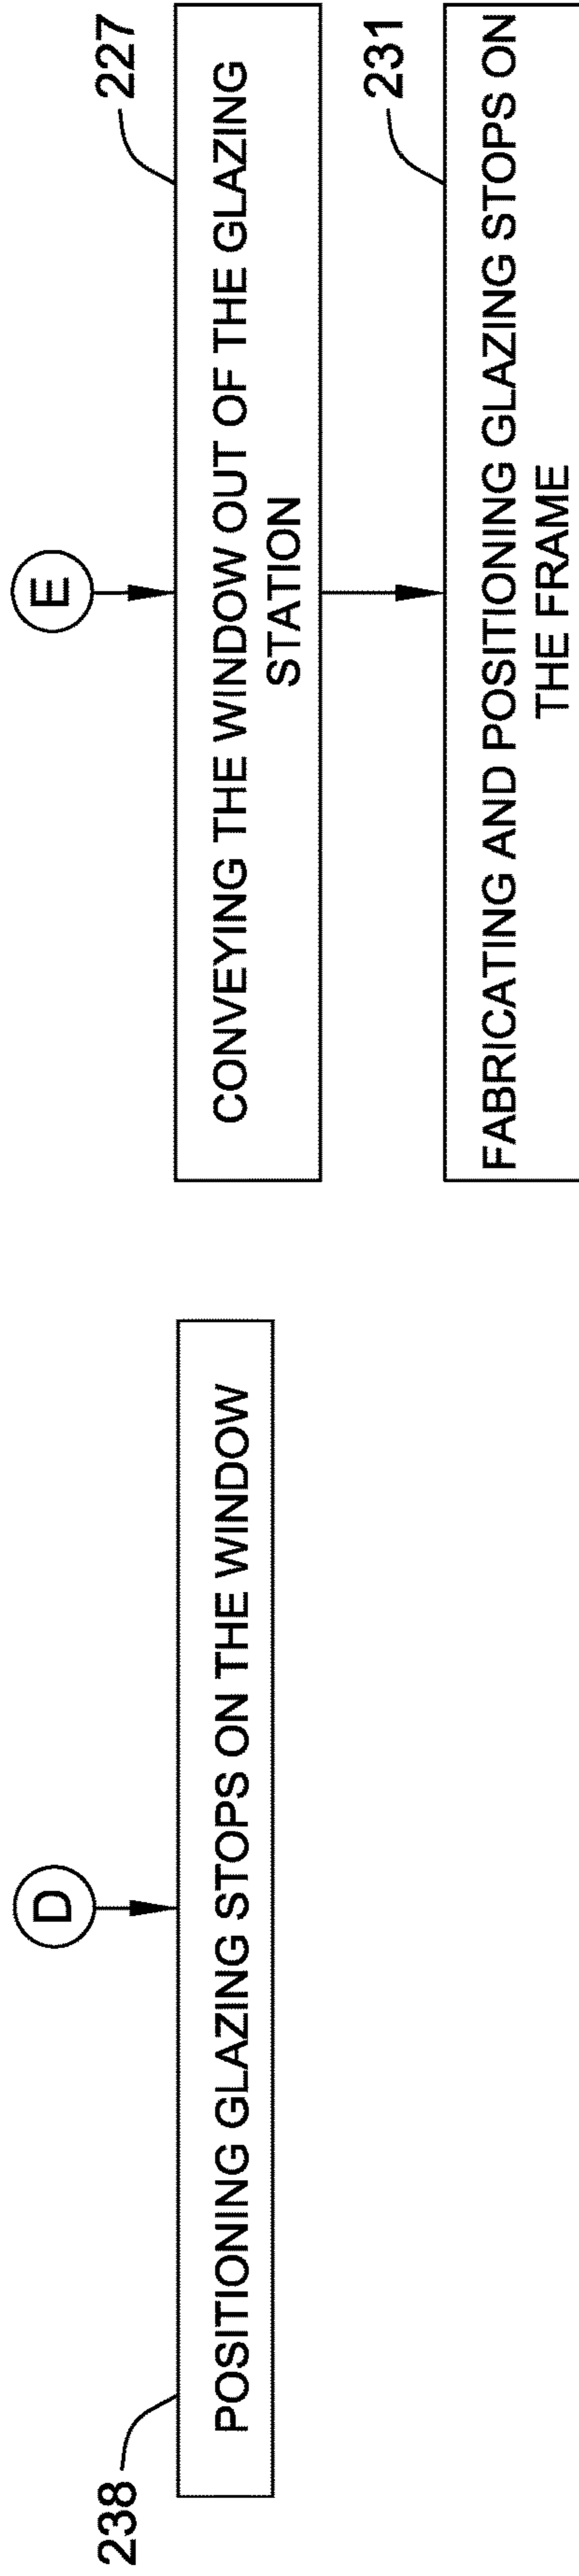 D
238
POSITIONING GLAZING STOPS ON THE WINDOW
E
227
CONVEYING THE WINDOW OUT OF THE GLAZING
STATION
231
FABRICATING AND POSITIONING GLAZING STOPS ON
THE FRAME